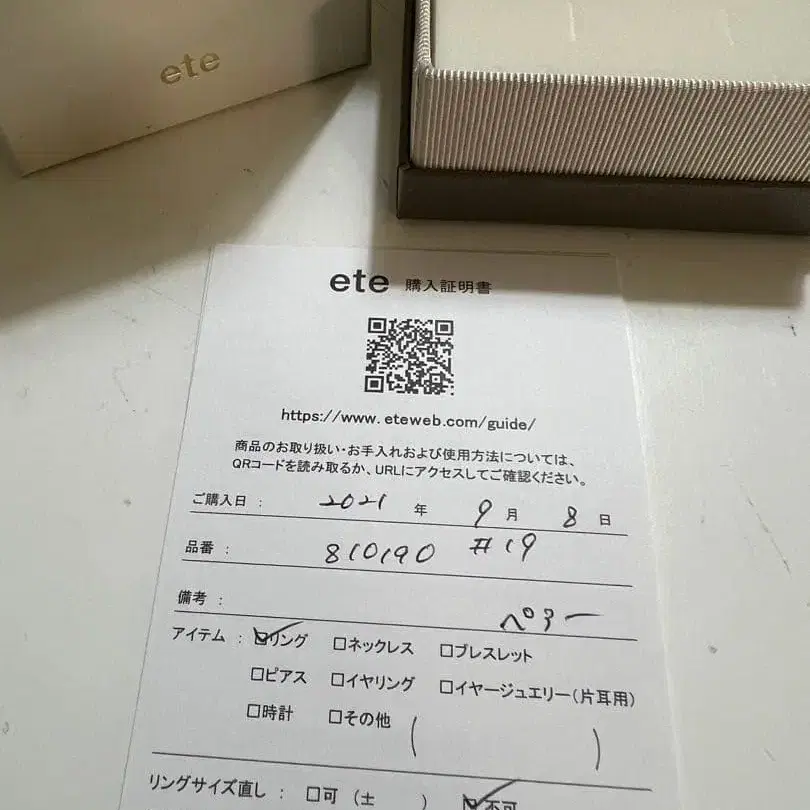 ete
ete 購入証明書
https://www.eteweb.com/guide/
商品のお取り扱い・お手入れおよび使用方法については、
QRコードを読み取るか、URLにアクセスしてご確認ください。
ご購入日 : 2021 年 9 月 8 日
品番 : 810190 #19
備考 : ペアー
アイテム : ☑リング □ネックレス □ブレスレット
□ピアス □イヤリング □イヤージュエリー(片耳用)
□時計 □その他 ( )
リングサイズ直し : □可 (± ) ☑不可